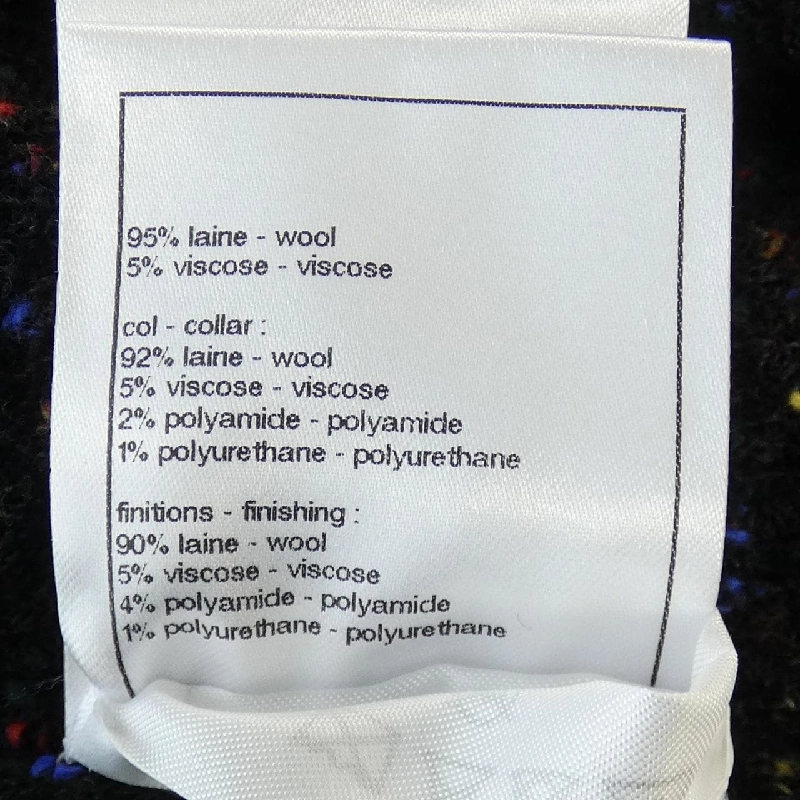 95% laine - wool
5% viscose - viscose
col - collar :
92% laine - wool
5% viscose - viscose
2% polyamide - polyamide
1% polyurethane - polyurethane
finitions - finishing :
90% laine - wool
5% viscose - viscose
4% polyamide - polyamide
1% polyurethane - polyurethane